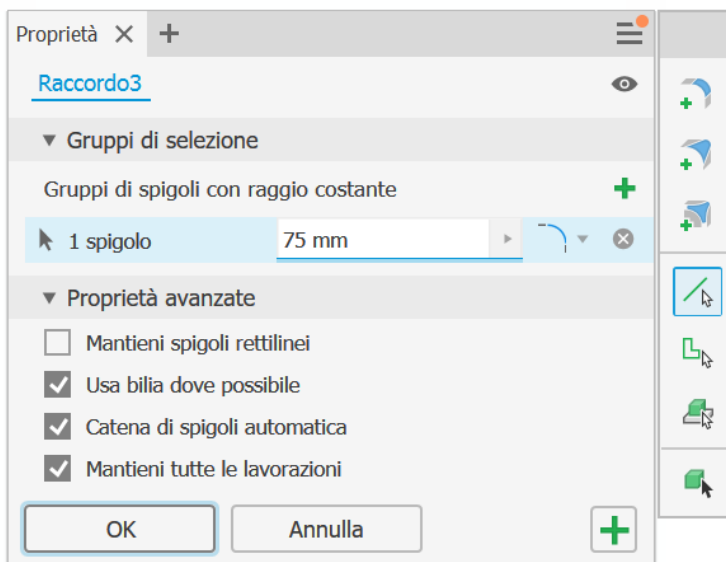 Proprietà
Raccordo3
Gruppi di selezione
Gruppi di spigoli con raggio costante
1 spigolo 75 mm
Proprietà avanzate
Mantieni spigoli rettilinei
Usa bilia dove possibile
Catena di spigoli automatica
Mantieni tutte le lavorazioni
OK Annulla